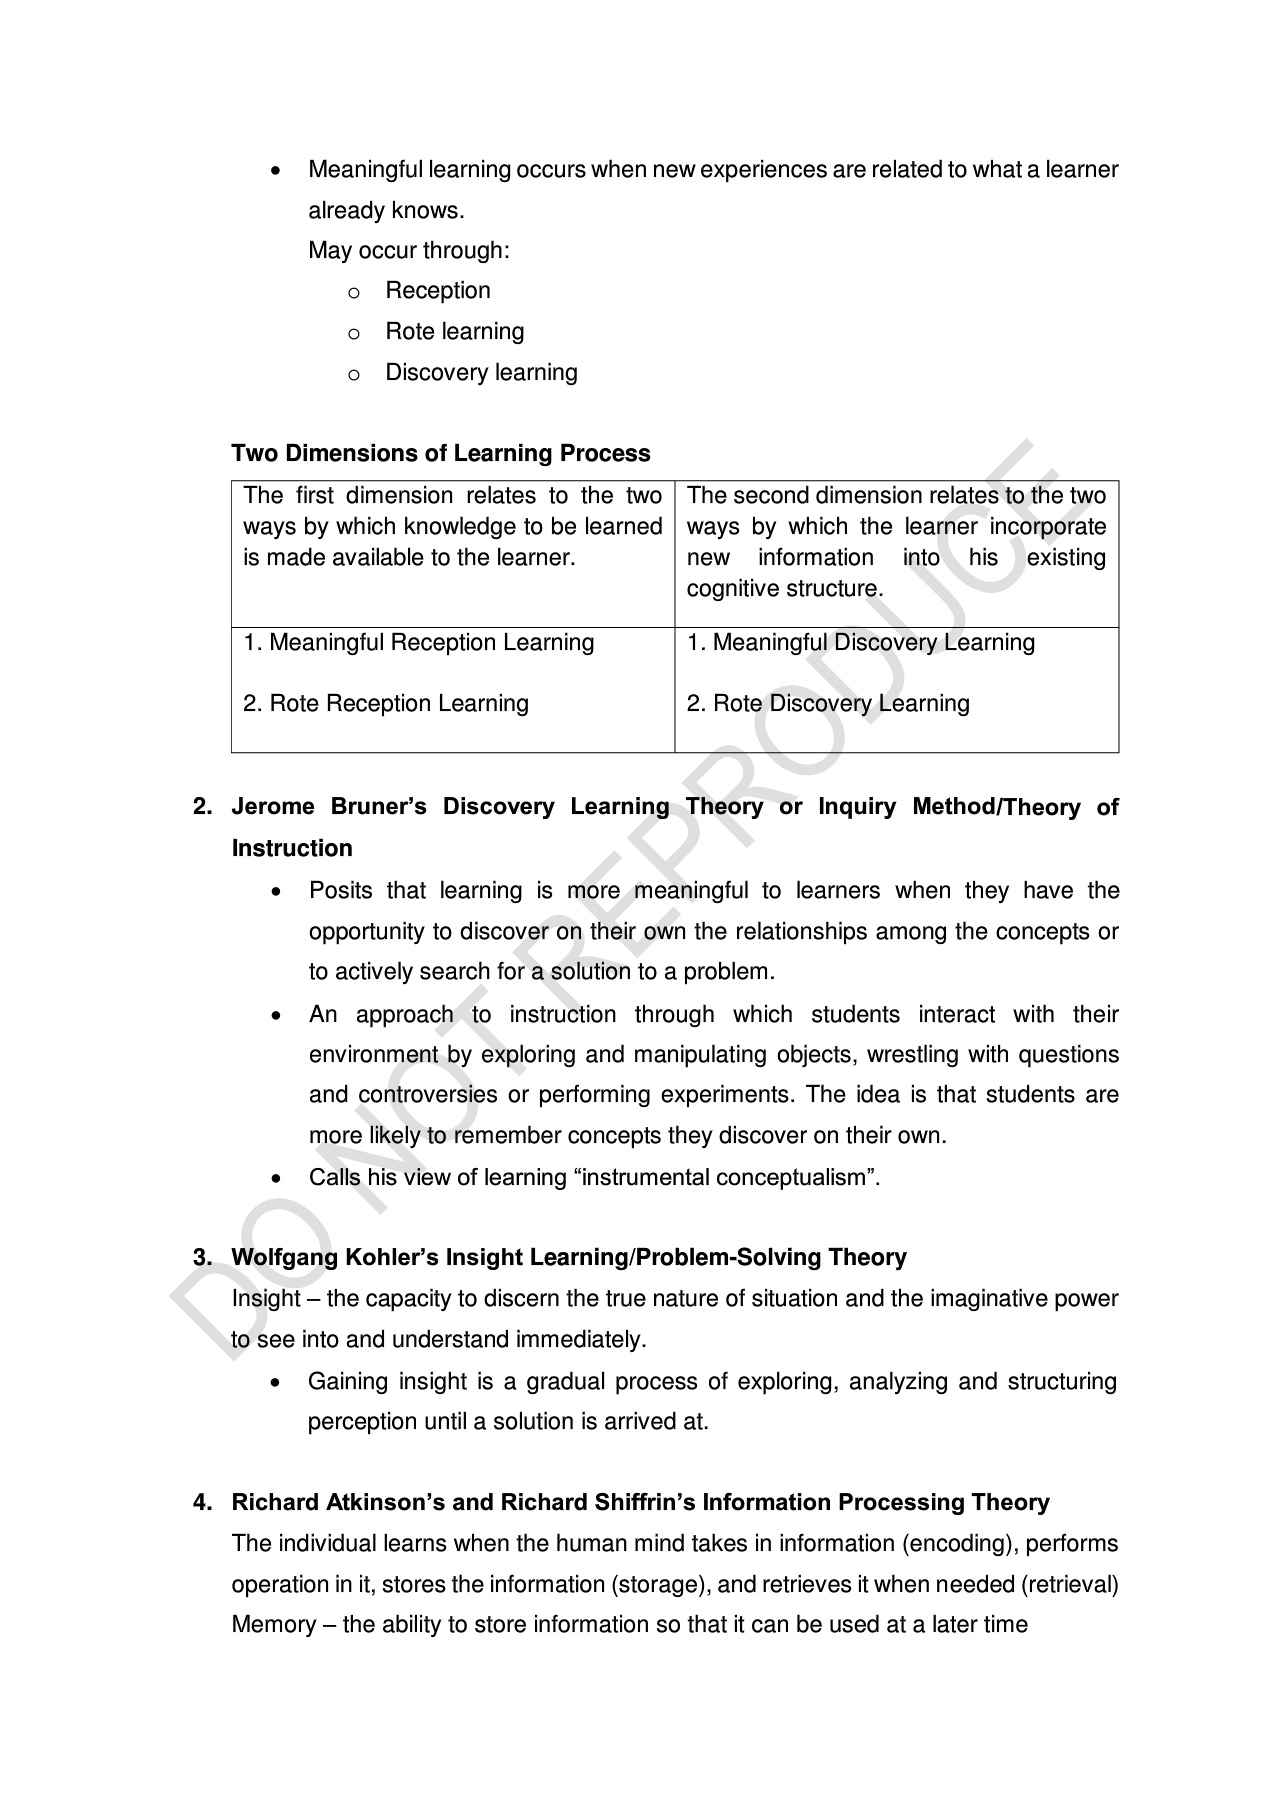 • Meaningful learning occurs when new experiences are related to what a learner
already knows.
May occur through:
o Reception
o Rote learning
o Discovery learning
Two Dimensions of Learning Process
The first dimension relates to the two
ways by which knowledge to be learned
is made available to the learner.
The second dimension relates to the two
ways by which the learner incorporate
new information into his existing
cognitive structure.
1. Meaningful Reception Learning
2. Rote Reception Learning
1. Meaningful Discovery Learning
2. Rote Discovery Learning
2. Jerome Bruner’s Discovery Learning Theory or Inquiry Method/Theory of
Instruction
• Posits that learning is more meaningful to learners when they have the
opportunity to discover on their own the relationships among the concepts or
to actively search for a solution to a problem.
• An approach to instruction through which students interact with their
environment by exploring and manipulating objects, wrestling with questions
and controversies or performing experiments. The idea is that students are
more likely to remember concepts they discover on their own.
• Calls his view of learning “instrumental conceptualism”.
3. Wolfgang Kohler’s Insight Learning/Problem-Solving Theory
Insight – the capacity to discern the true nature of situation and the imaginative power
to see into and understand immediately.
• Gaining insight is a gradual process of exploring, analyzing and structuring
perception until a solution is arrived at.
4. Richard Atkinson’s and Richard Shiffrin’s Information Processing Theory
The individual learns when the human mind takes in information (encoding), performs
operation in it, stores the information (storage), and retrieves it when needed (retrieval)
Memory – the ability to store information so that it can be used at a later time
DO NOT REPRODUCE